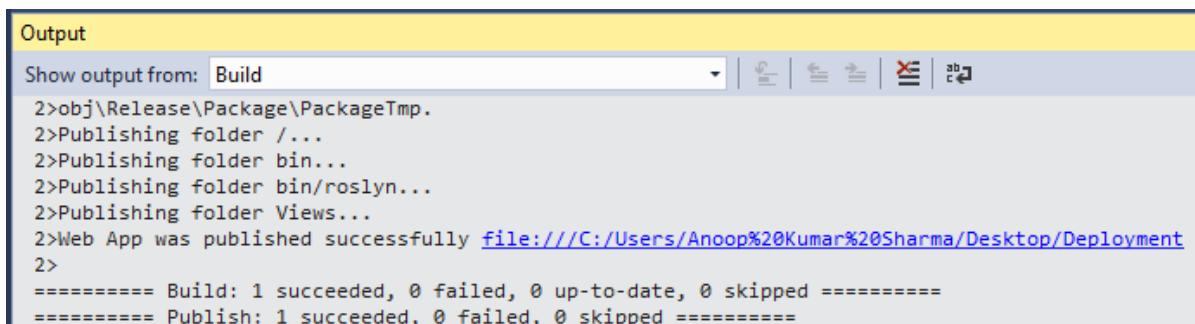 Output
Show output from: Build
2>obj\Release\Package\PackageTmp.
2>Publishing folder /...
2>Publishing folder bin...
2>Publishing folder bin/roslyn...
2>Publishing folder Views...
2>Web App was published successfully file:///C:/Users/Anoop%20Kumar%20Sharma/Desktop/Deployment
2>
========== Build: 1 succeeded, 0 failed, 0 up-to-date, 0 skipped ==========
========== Publish: 1 succeeded, 0 failed, 0 skipped ==========